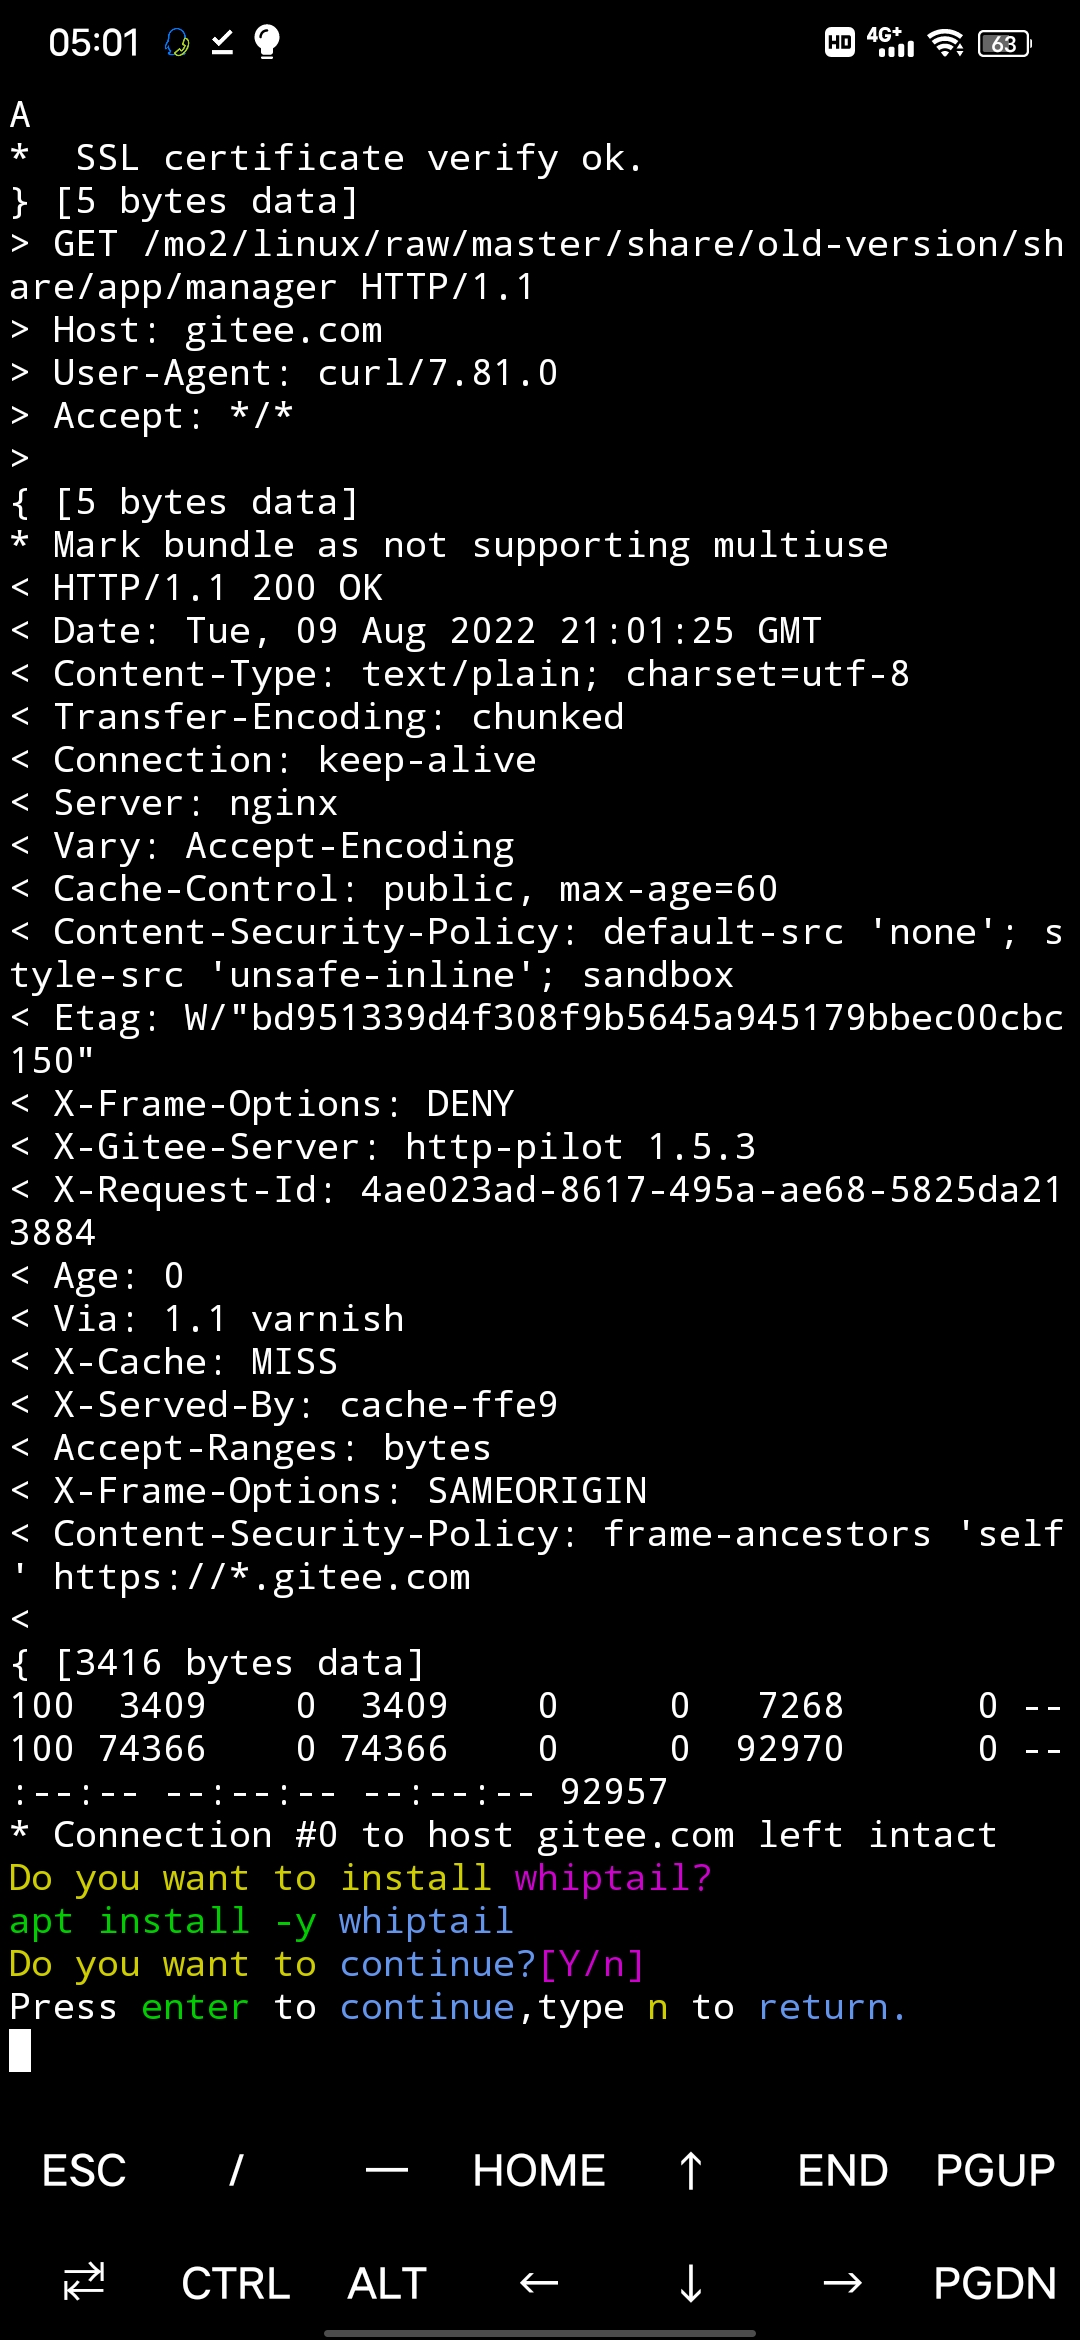 05:01 HD 4G+ 63
A
*  SSL certificate verify ok.
} [5 bytes data]
> GET /mo2/linux/raw/master/share/old-version/sh
are/app/manager HTTP/1.1
> Host: gitee.com
> User-Agent: curl/7.81.0
> Accept: */*
>
{ [5 bytes data]
* Mark bundle as not supporting multiuse
< HTTP/1.1 200 OK
< Date: Tue, 09 Aug 2022 21:01:25 GMT
< Content-Type: text/plain; charset=utf-8
< Transfer-Encoding: chunked
< Connection: keep-alive
< Server: nginx
< Vary: Accept-Encoding
< Cache-Control: public, max-age=60
< Content-Security-Policy: default-src 'none'; s
tyle-src 'unsafe-inline'; sandbox
< Etag: W/"bd951339d4f308f9b5645a945179bbec00cbc
150"
< X-Frame-Options: DENY
< X-Gitee-Server: http-pilot 1.5.3
< X-Request-Id: 4ae023ad-8617-495a-ae68-5825da21
3884
< Age: 0
< Via: 1.1 varnish
< X-Cache: MISS
< X-Served-By: cache-ffe9
< Accept-Ranges: bytes
< X-Frame-Options: SAMEORIGIN
< Content-Security-Policy: frame-ancestors 'self
' https://*.gitee.com
<
{ [3416 bytes data]
100  3409    0  3409    0     0   7268      0 --
100 74366    0 74366    0     0  92970      0 --
:--:-- --:--:-- --:--:-- 92957
* Connection #0 to host gitee.com left intact
Do you want to install whiptail?
apt install -y whiptail
Do you want to continue?[Y/n]
Press enter to continue,type n to return.
ESC / — HOME ↑ END PGUP
⇄ CTRL ALT ← ↓ → PGDN